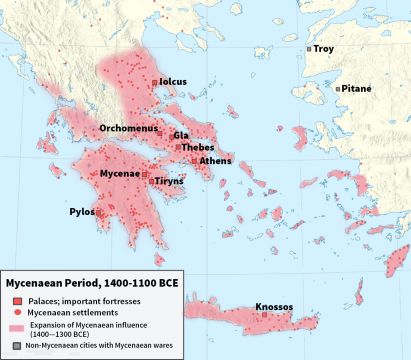 Troy
Pitane
Iolcus
Orchomenus
Gla
Thebes
Athens
Mycenae
Tiryns
Pylos
Knossos
Mycenaean Period, 1400-1100 BCE
Palaces; important fortresses
Mycenaean settlements
Expansion of Mycenaean influence
(1400—1300 BCE)
Non-Mycenaean cities with Mycenaean wares